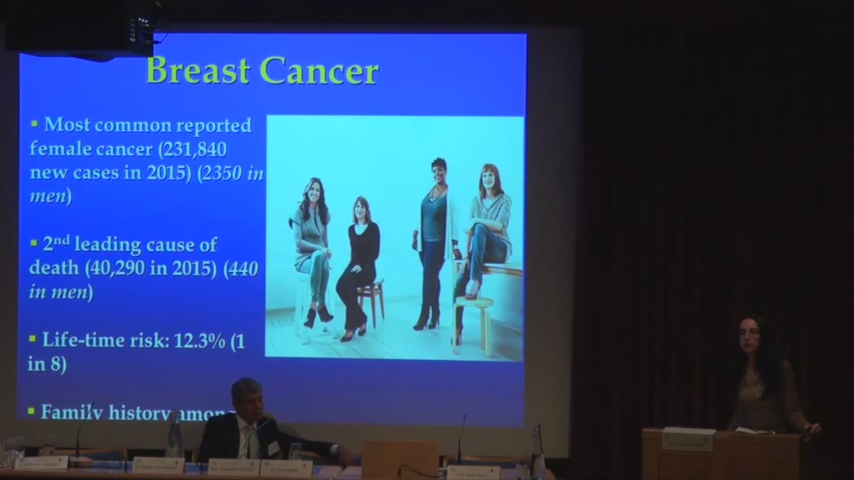 Breast Cancer
▪ Most common reported
female cancer (231,840
new cases in 2015) (2350 in
men)
▪ 2nd leading cause of
death (40,290 in 2015) (440
in men)
▪ Life-time risk: 12.3% (1
in 8)
▪ Family history among